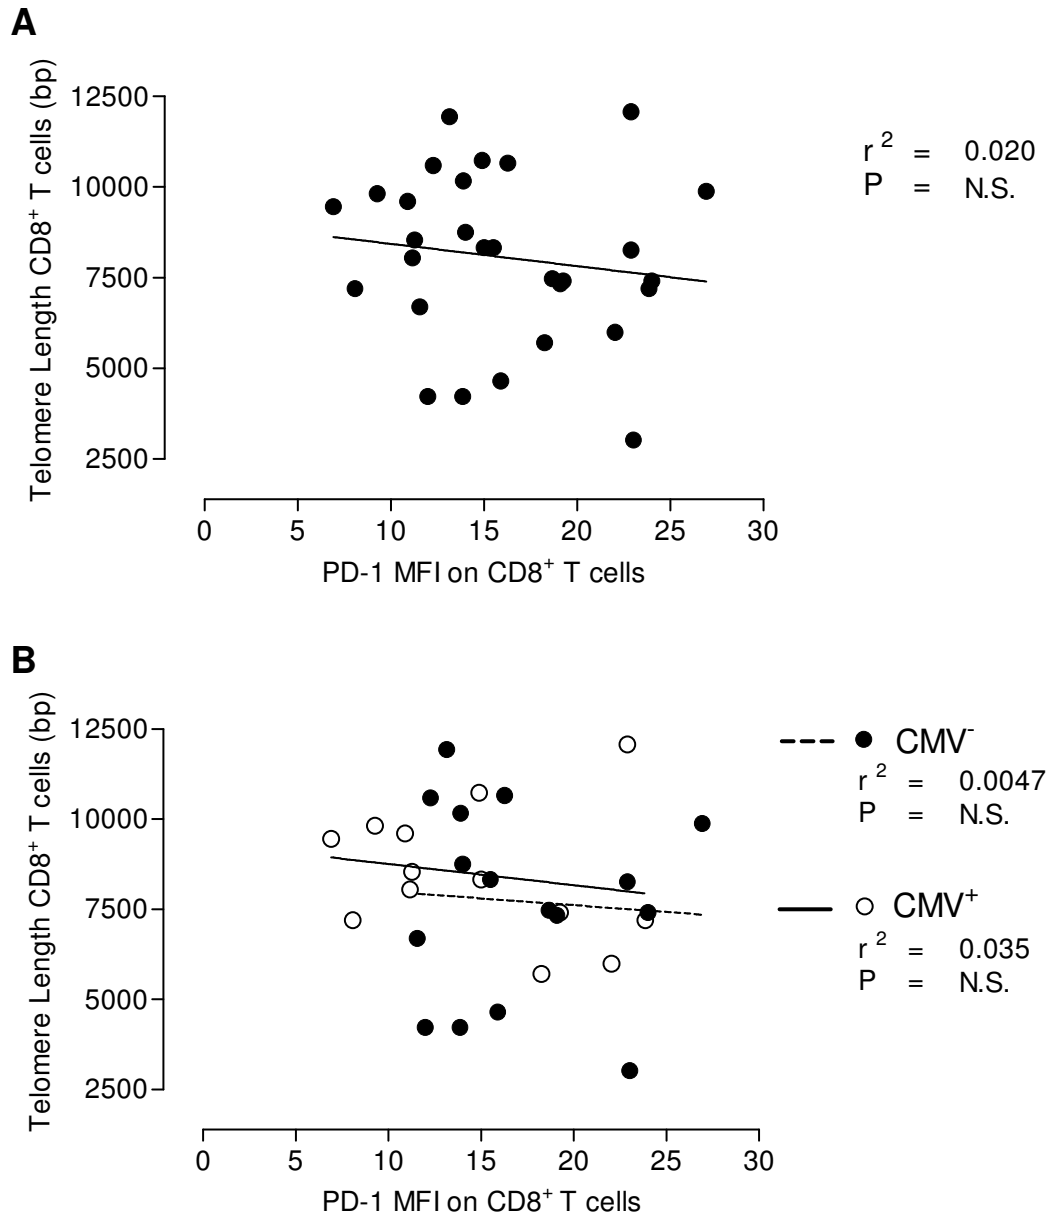 A
Telomere Length CD8⁺ T cells (bp)
12500
10000
7500
5000
2500
0 5 10 15 20 25 30
PD-1 MFI on CD8⁺ T cells
r² = 0.020
P = N.S.
B
Telomere Length CD8⁺ T cells (bp)
12500
10000
7500
5000
2500
0 5 10 15 20 25 30
PD-1 MFI on CD8⁺ T cells
CMV⁻
r² = 0.0047
P = N.S.
CMV⁺
r² = 0.035
P = N.S.